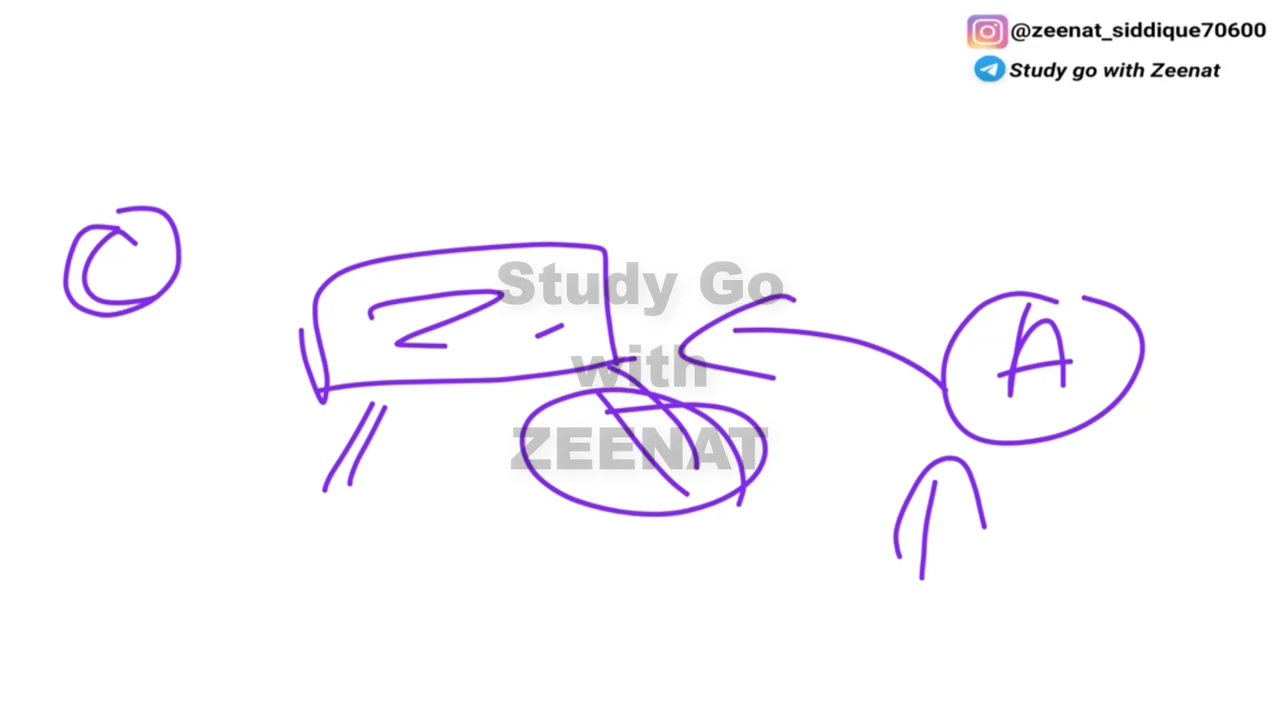 @zeenat_siddique70600
Study go with Zeenat
C
Study Go
with
ZEENAT
A